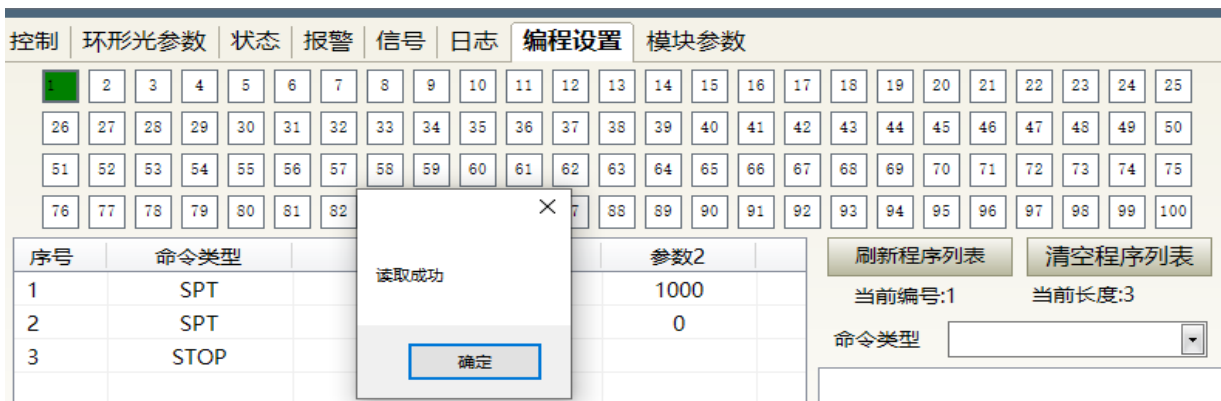 控制 环形光参数 状态 报警 信号 日志 编程设置 模块参数
1 2 3 4 5 6 7 8 9 10 11 12 13 14 15 16 17 18 19 20 21 22 23 24 25
26 27 28 29 30 31 32 33 34 35 36 37 38 39 40 41 42 43 44 45 46 47 48 49 50
51 52 53 54 55 56 57 58 59 60 61 62 63 64 65 66 67 68 69 70 71 72 73 74 75
76 77 78 79 80 81 82 88 89 90 91 92 93 94 95 96 97 98 99 100
序号 命令类型 参数2
1 SPT 1000
2 SPT 0
3 STOP
读取成功
确定
刷新程序列表 清空程序列表
当前编号:1 当前长度:3
命令类型